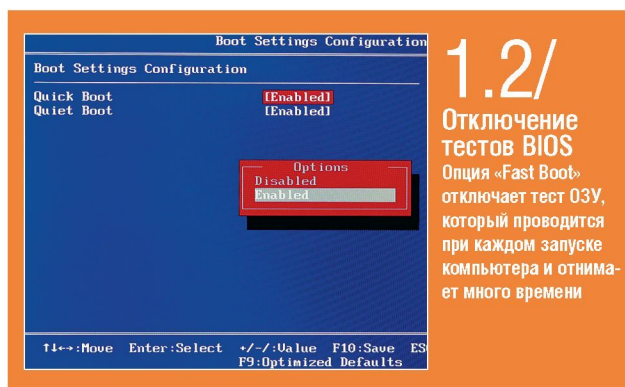 Boot Settings Configuration
Boot Settings Configuration
Quick Boot [Enabled]
Quiet Boot [Enabled]
Options
Disabled
Enabled
↑↓←→:Move Enter:Select +/-/:Value F10:Save ES
F9:Optimized Defaults
1.2/
Отключение
тестов BIOS
Опция «Fast Boot»
отключает тест ОЗУ,
который проводится
при каждом запуске
компьютера и отнима-
ет много времени